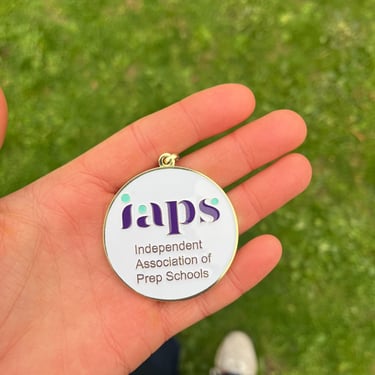 iaps
Independent
Association of
Prep Schools